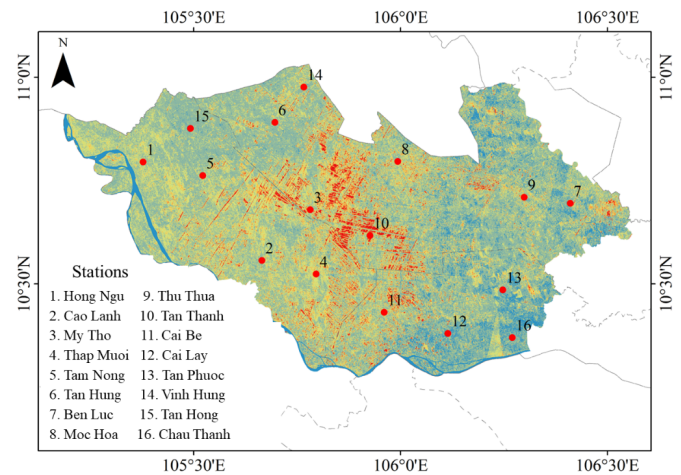 105°30'E 106°0'E 106°30'E
N
11°0'N 11°0'N
14
15 6
1 8
5
9 7
3
10
2 4
13
11 12 16
10°30'N 10°30'N
Stations
1. Hong Ngu 9. Thu Thua
2. Cao Lanh 10. Tan Thanh
3. My Tho 11. Cai Be
4. Thap Muoi 12. Cai Lay
5. Tam Nong 13. Tan Phuoc
6. Tan Hung 14. Vinh Hung
7. Ben Luc 15. Tan Hong
8. Moc Hoa 16. Chau Thanh
105°30'E 106°0'E 106°30'E